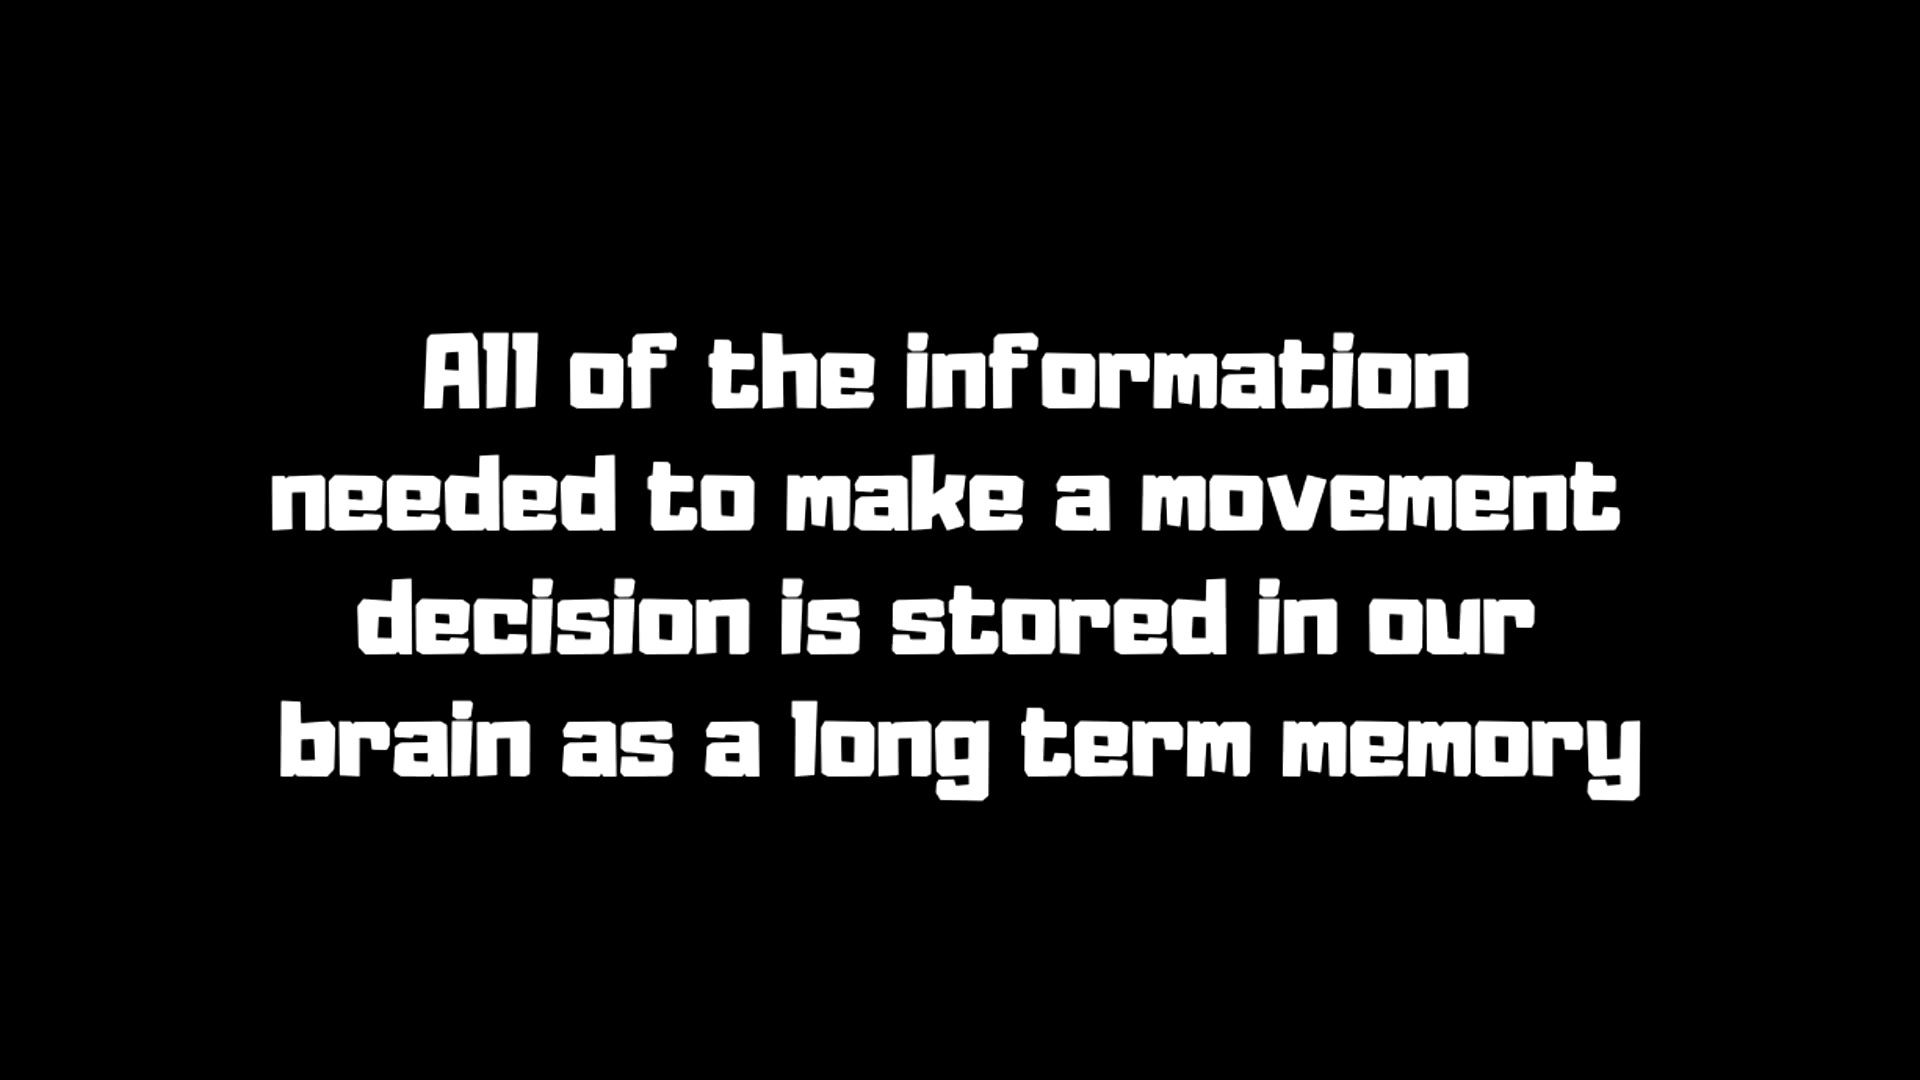 All of the information
needed to make a movement
decision is stored in our
brain as a long term memory